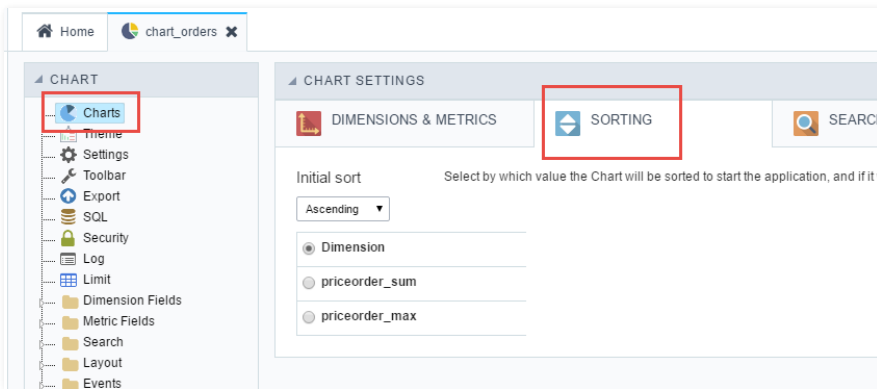 Home
chart_orders
CHART
Charts
Theme
Settings
Toolbar
Export
SQL
Security
Log
Limit
Dimension Fields
Metric Fields
Search
Layout
Events
CHART SETTINGS
DIMENSIONS & METRICS
SORTING
Initial sort
Select by which value the Chart will be sorted to start the application, and if it
Ascending
Dimension
priceorder_sum
priceorder_max